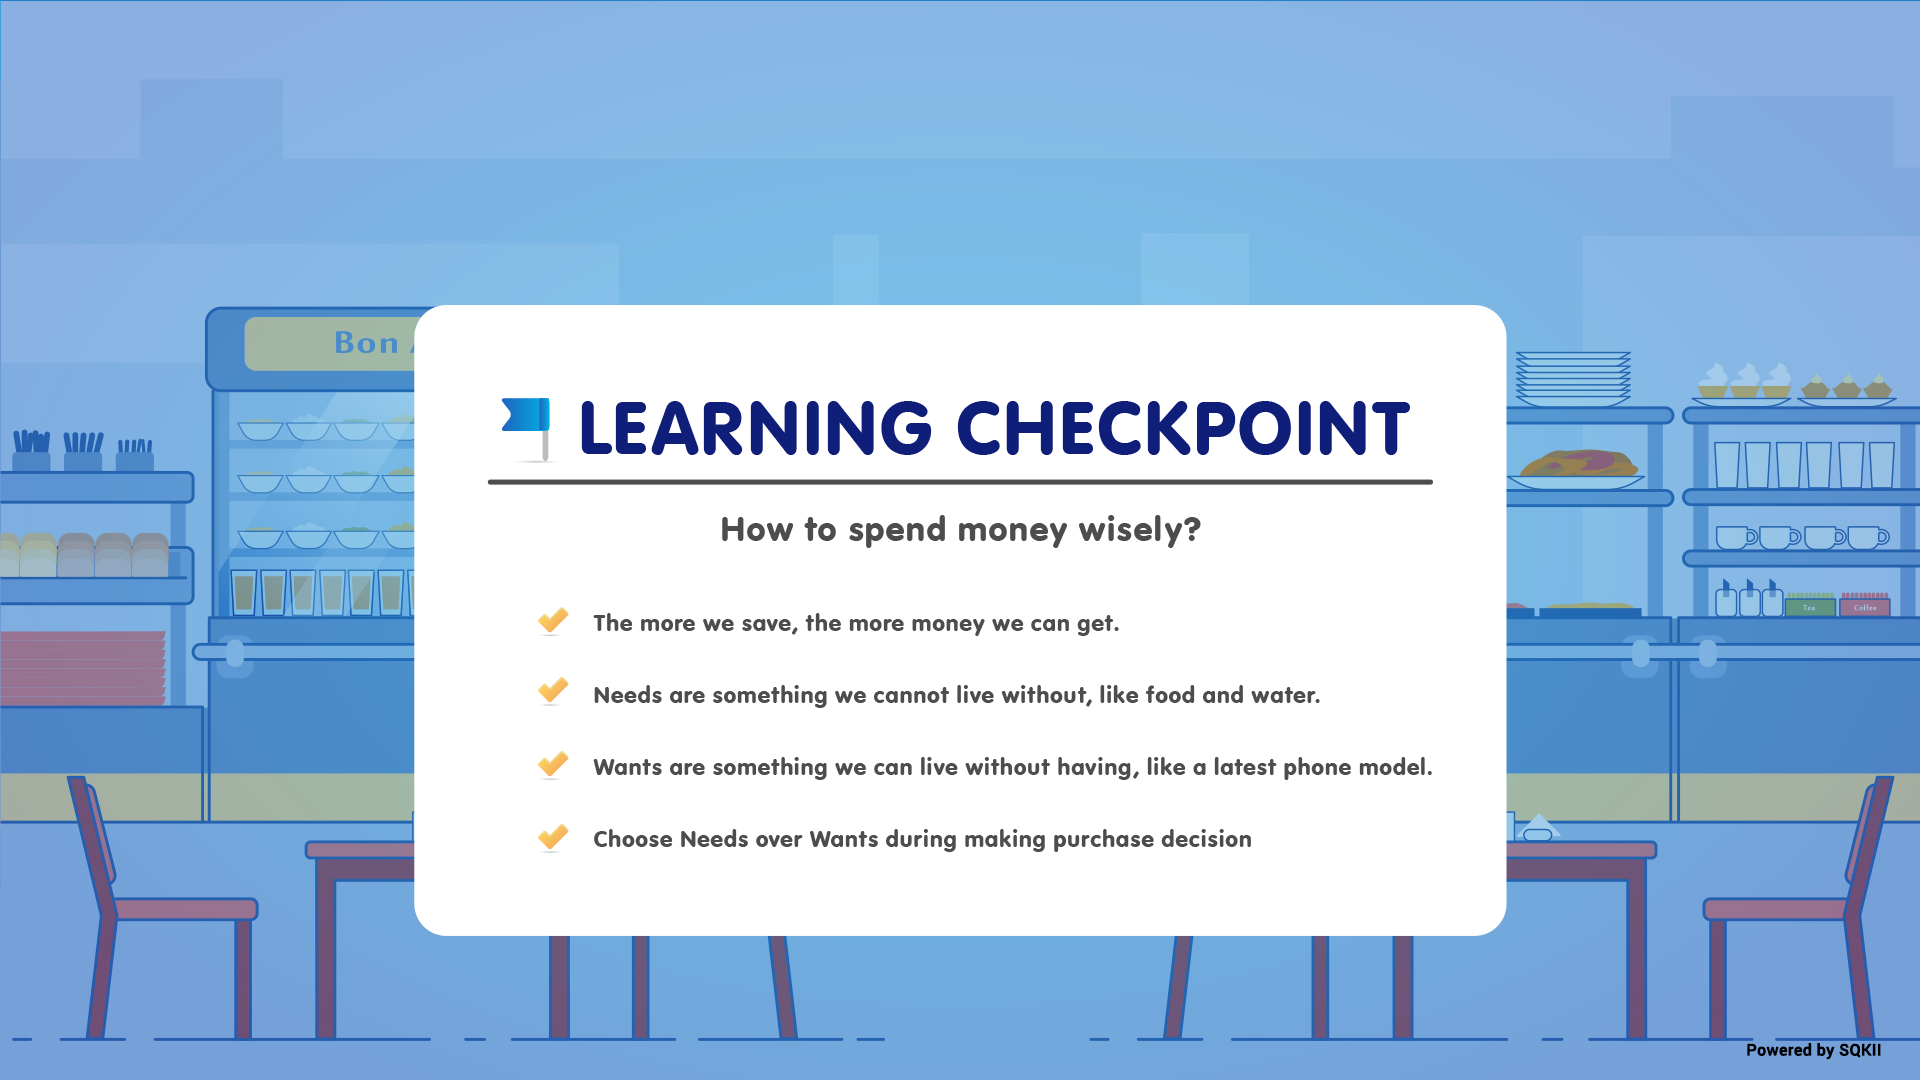 Bon
LEARNING CHECKPOINT
How to spend money wisely?
The more we save, the more money we can get.
Needs are something we cannot live without, like food and water.
Wants are something we can live without having, like a latest phone model.
Choose Needs over Wants during making purchase decision
Tea
Coffee
Powered by SQKII